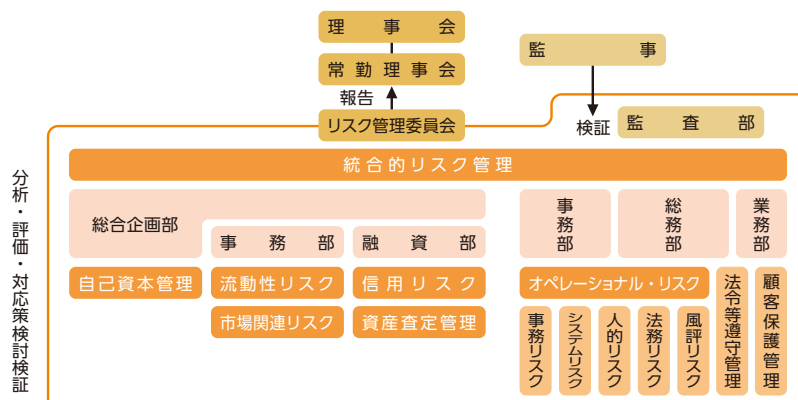 理事会
監事
常勤理事会
報告
リスク管理委員会
検証
監査部
分析・評価・対応策検討検証
統合的リスク管理
総合企画部
事務部
融資部
事務部
総務部
業務部
自己資本管理
流動性リスク
信用リスク
オペレーショナル・リスク
法令等遵守管理
顧客保護管理
市場関連リスク
資産査定管理
事務リスク
システムリスク
人的リスク
法務リスク
風評リスク